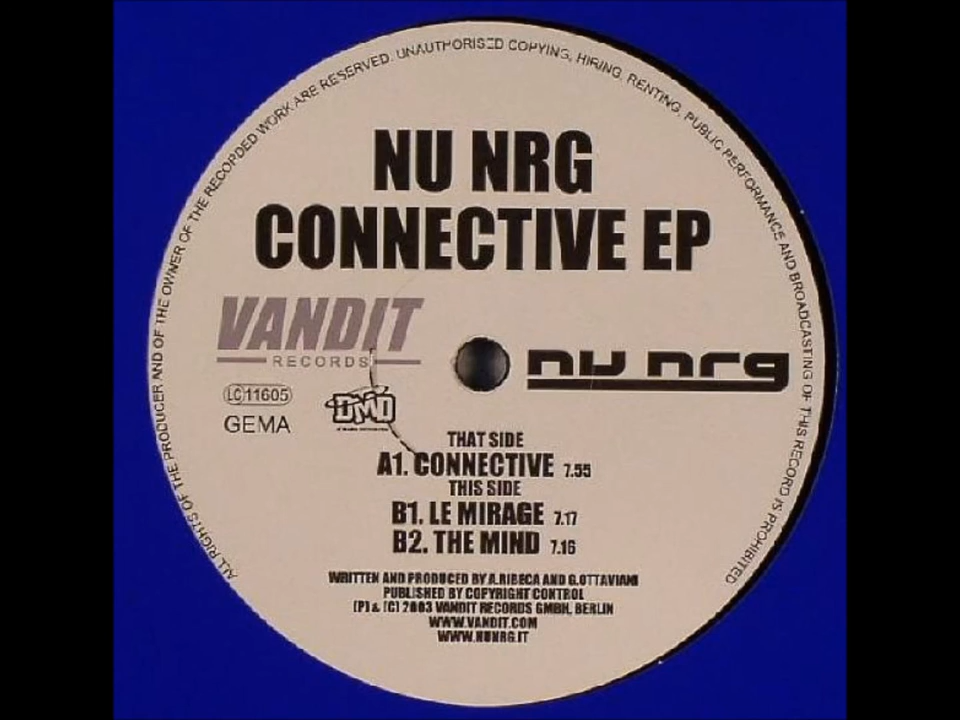 ALL RIGHTS OF THE PRODUCER AND OF THE OWNER OF THE RECORDED WORK ARE RESERVED. UNAUTHORISED COPYING, HIRING, RENTING, PUBLIC PERFORMANCE AND BROADCASTING OF THIS RECORD IS PROHIBITED
NU NRG
CONNECTIVE EP
VANDIT
RECORDS
nu nrg
LC 11605
GEMA
DMD
THAT SIDE
A1. CONNECTIVE 7.55
THIS SIDE
B1. LE MIRAGE 7.17
B2. THE MIND 7.16
WRITTEN AND PRODUCED BY A.RIBECA AND G.OTTAVIANI
PUBLISHED BY COPYRIGHT CONTROL
(P) & (C) 2003 VANDIT RECORDS GMBH, BERLIN
WWW.VANDIT.COM
WWW.NUNRG.IT